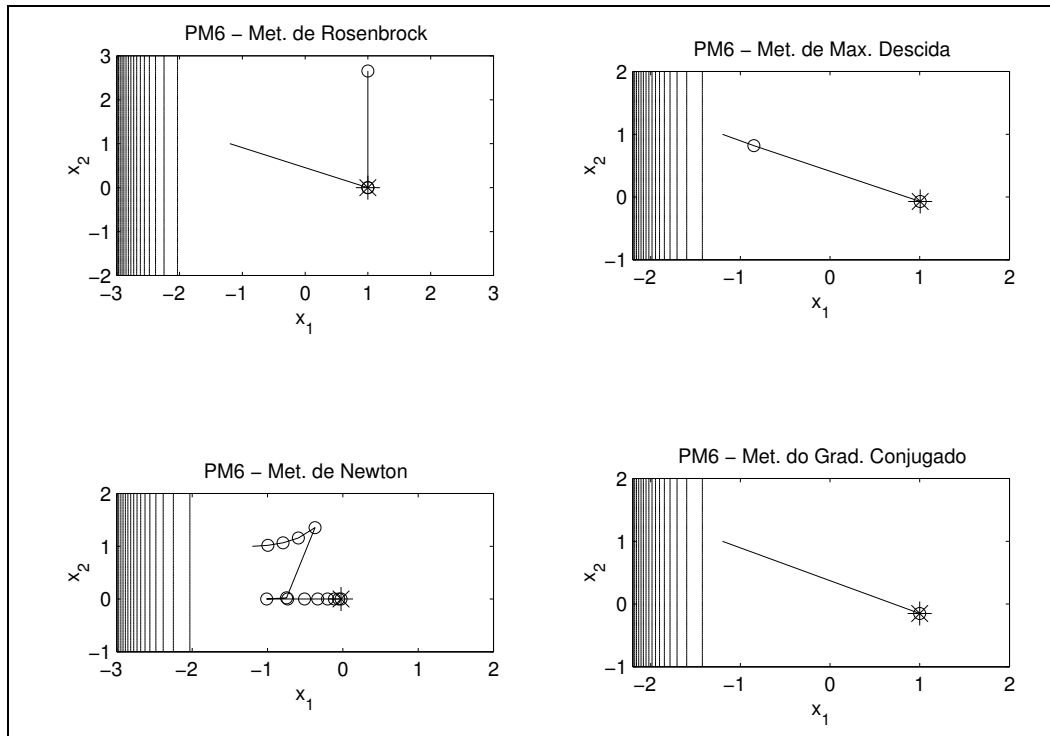 PM6 − Met. de Rosenbrock
3
2
1
0
−1
−2
x2
−3 −2 −1 0 1 2 3
x1
PM6 − Met. de Max. Descida
2
1
0
−1
x2
−2 −1 0 1 2
x1
PM6 − Met. de Newton
2
1
0
−1
x2
−3 −2 −1 0 1 2
x1
PM6 − Met. do Grad. Conjugado
2
1
0
−1
x2
−2 −1 0 1 2
x1